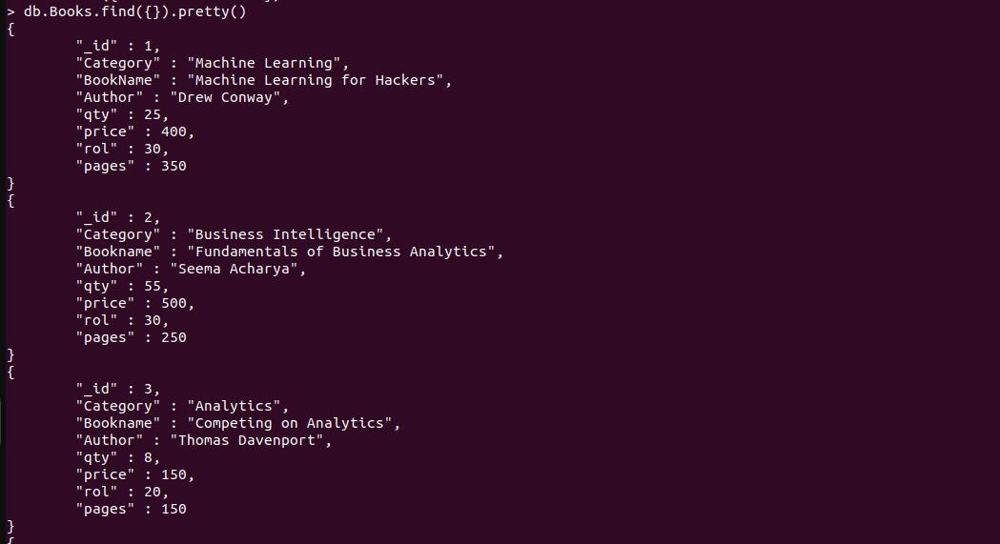 > db.Books.find({}).pretty()
{
        "_id" : 1,
        "Category" : "Machine Learning",
        "BookName" : "Machine Learning for Hackers",
        "Author" : "Drew Conway",
        "qty" : 25,
        "price" : 400,
        "rol" : 30,
        "pages" : 350
}
{
        "_id" : 2,
        "Category" : "Business Intelligence",
        "Bookname" : "Fundamentals of Business Analytics",
        "Author" : "Seema Acharya",
        "qty" : 55,
        "price" : 500,
        "rol" : 30,
        "pages" : 250
}
{
        "_id" : 3,
        "Category" : "Analytics",
        "Bookname" : "Competing on Analytics",
        "Author" : "Thomas Davenport",
        "qty" : 8,
        "price" : 150,
        "rol" : 20,
        "pages" : 150
}
{